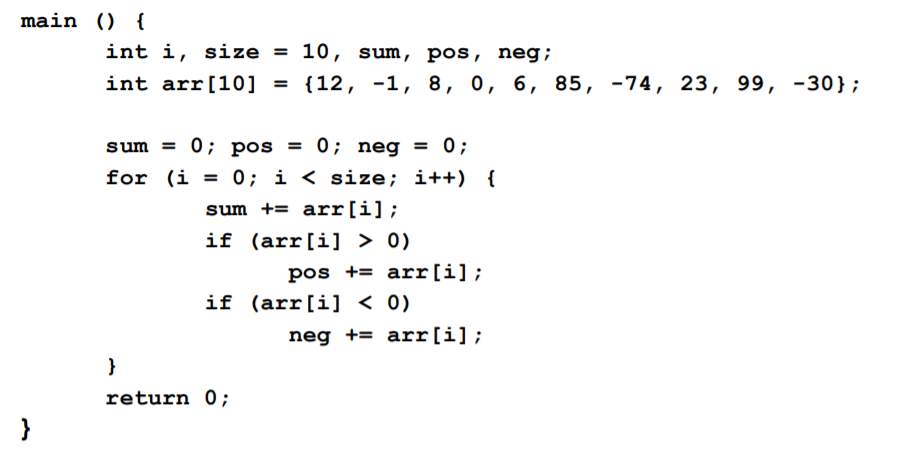 main () {
int i, size = 10, sum, pos, neg;
int arr[10] = {12, -1, 8, 0, 6, 85, -74, 23, 99, -30};
sum = 0; pos = 0; neg = 0;
for (i = 0; i < size; i++) {
sum += arr[i];
if (arr[i] > 0)
pos += arr[i];
if (arr[i] < 0)
neg += arr[i];
}
return 0;
}